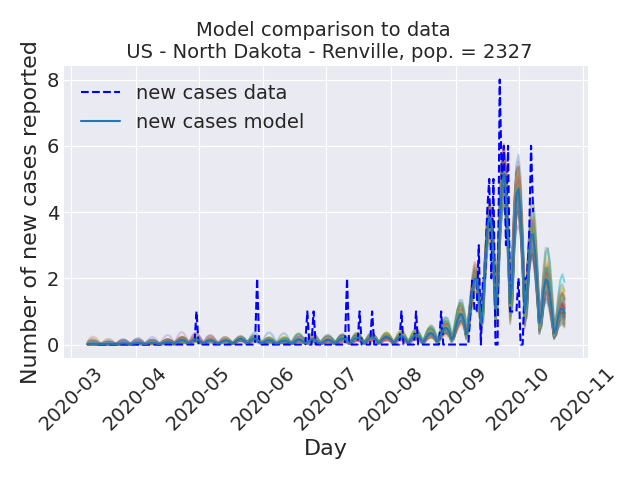 Model comparison to data
US - North Dakota - Renville, pop. = 2327
Number of new cases reported
8
6
4
2
0
new cases data
new cases model
2020-03
2020-04
2020-05
2020-06
2020-07
2020-08
2020-09
2020-10
2020-11
Day